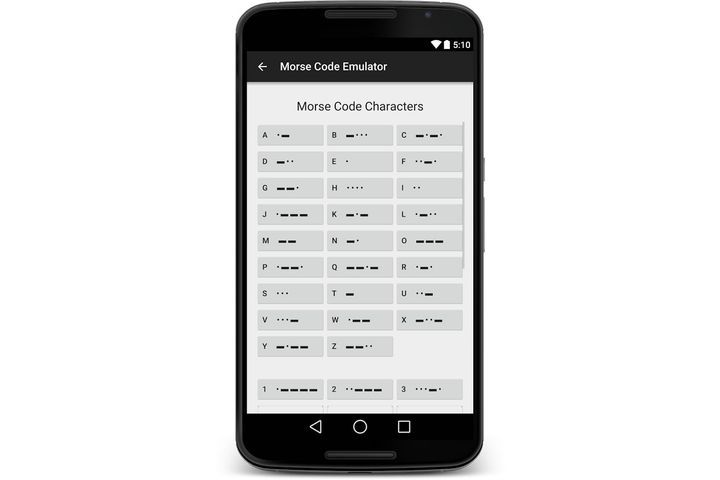 5:10
Morse Code Emulator
Morse Code Characters
A ·– B –··· C –·–·
D –·· E · F ··–·
G ––· H ···· I ··
J ·––– K –·– L ·–··
M –– N –· O –––
P ·––· Q ––·– R ·–·
S ··· T – U ··–
V ···– W ·–– X –··–
Y –·–– Z ––··
1 ·–––– 2 ··––– 3 ···–·